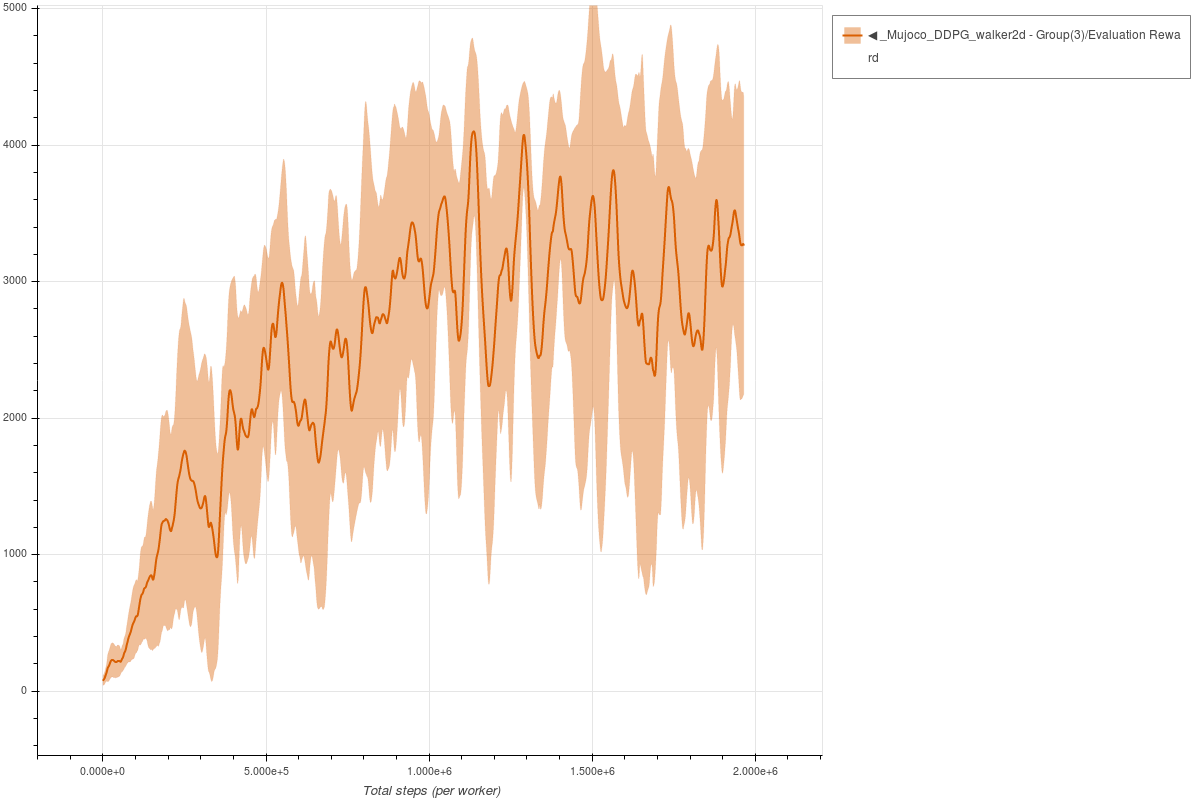 5000
4000
3000
2000
1000
0
0.000e+0 5.000e+5 1.000e+6 1.500e+6 2.000e+6
Total steps (per worker)
◀ _Mujoco_DDPG_walker2d - Group(3)/Evaluation Rewa
rd